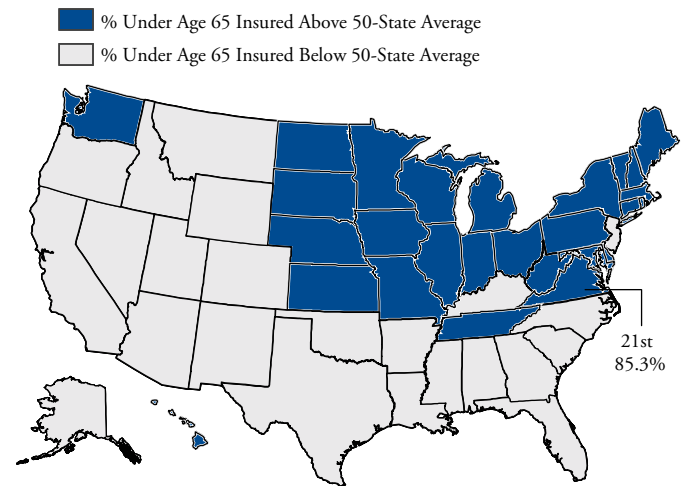 % Under Age 65 Insured Above 50-State Average
% Under Age 65 Insured Below 50-State Average
21st
85.3%